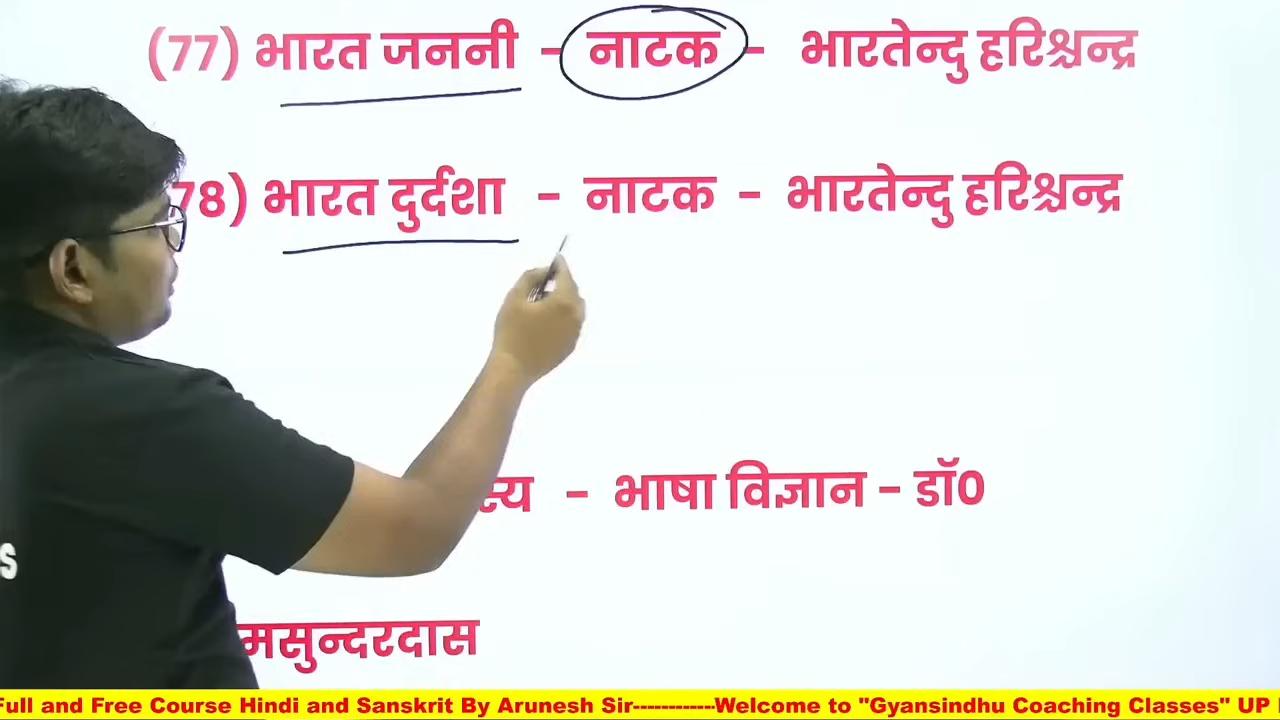 (77) भारत जननी - नाटक - भारतेन्दु हरिश्चन्द्र
78) भारत दुर्दशा - नाटक - भारतेन्दु हरिश्चन्द्र
- भाषा विज्ञान - डॉ0
मसुन्दरदास
S
Full and Free Course Hindi and Sanskrit By Arunesh Sir------------Welcome to "Gyansindhu Coaching Classes" UP